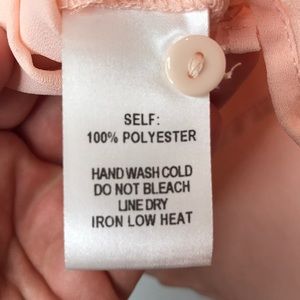 SELF:
100% POLYESTER
HAND WASH COLD
DO NOT BLEACH
LINE DRY
IRON LOW HEAT